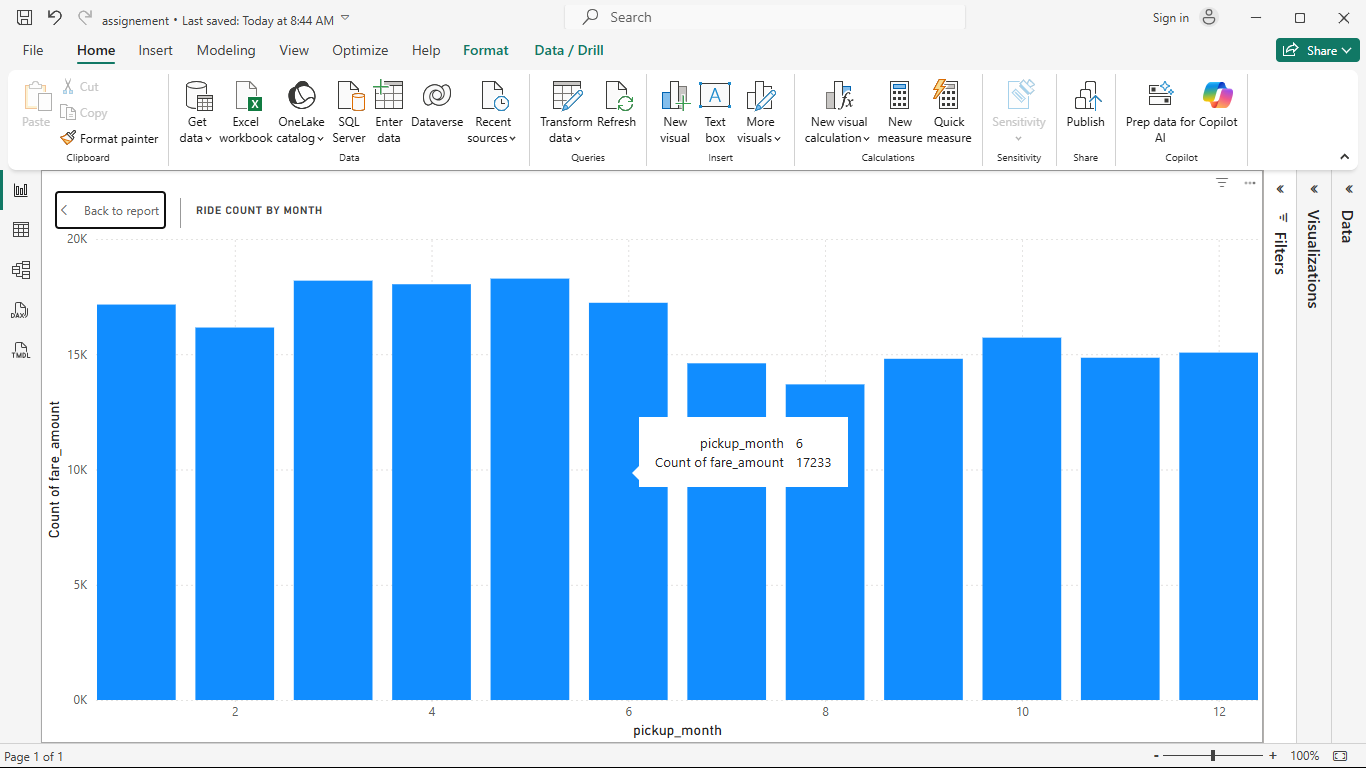 assignement • Last saved: Today at 8:44 AM
Search
Sign in
File Home Insert Modeling View Optimize Help Format Data / Drill
Share
Paste
Cut
Copy
Format painter
Clipboard
Get data
Excel workbook
OneLake catalog
SQL Server
Enter data
Dataverse
Recent sources
Data
Transform data
Refresh
Queries
New visual
Text box
More visuals
Insert
New visual calculation
New measure
Quick measure
Calculations
Sensitivity
Sensitivity
Publish
Share
Prep data for AI
Copilot
Copilot
Back to report
RIDE COUNT BY MONTH
Filters
Visualizations
Data
DAX
TMDL
Count of fare_amount
20K
15K
10K
5K
0K
pickup_month 6
Count of fare_amount 17233
2 4 6 8 10 12
pickup_month
Page 1 of 1
- + 100%